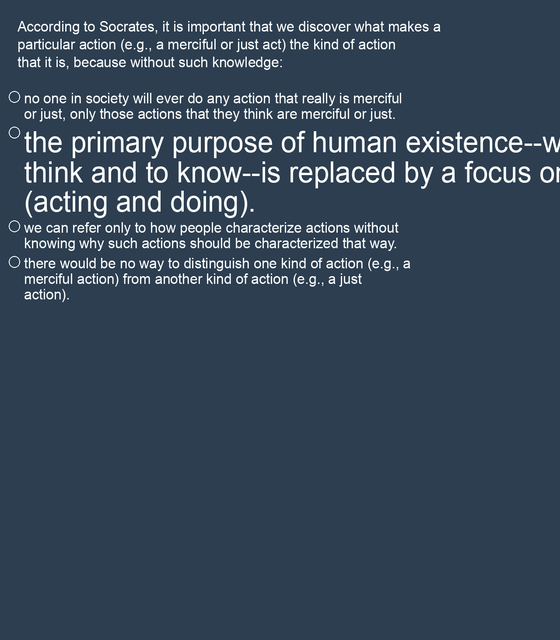 According to Socrates, it is important that we discover what makes a
particular action (e.g., a merciful or just act) the kind of action
that it is, because without such knowledge:
no one in society will ever do any action that really is merciful
or just, only those actions that they think are merciful or just.
the primary purpose of human existence--w
think and to know--is replaced by a focus
(acting and doing).
we can refer only to how people characterize actions without
knowing why such actions should be characterized that way.
there would be no way to distinguish one kind of action (e.g., a
merciful action) from another kind of action (e.g., a just
action).